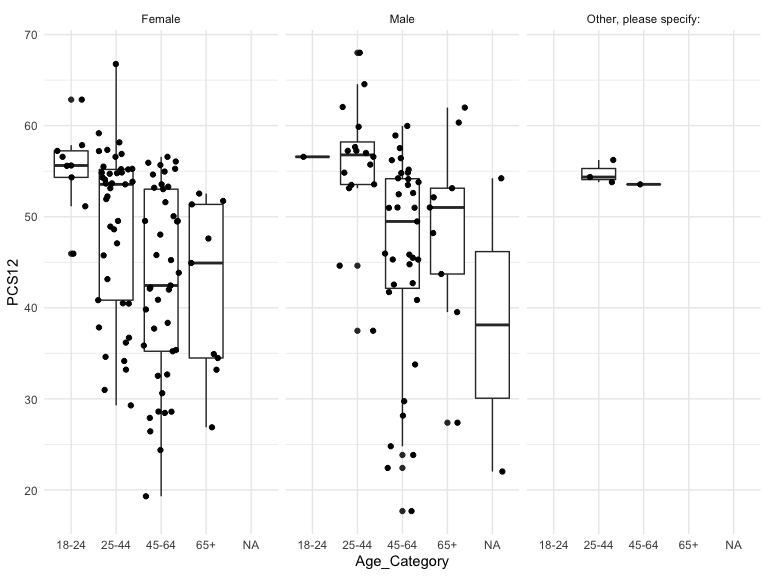 Female Male Other, please specify:
70
60
50
40
30
20
PCS12
18-24 25-44 45-64 65+ NA 18-24 25-44 45-64 65+ NA 18-24 25-44 45-64 65+ NA
Age_Category